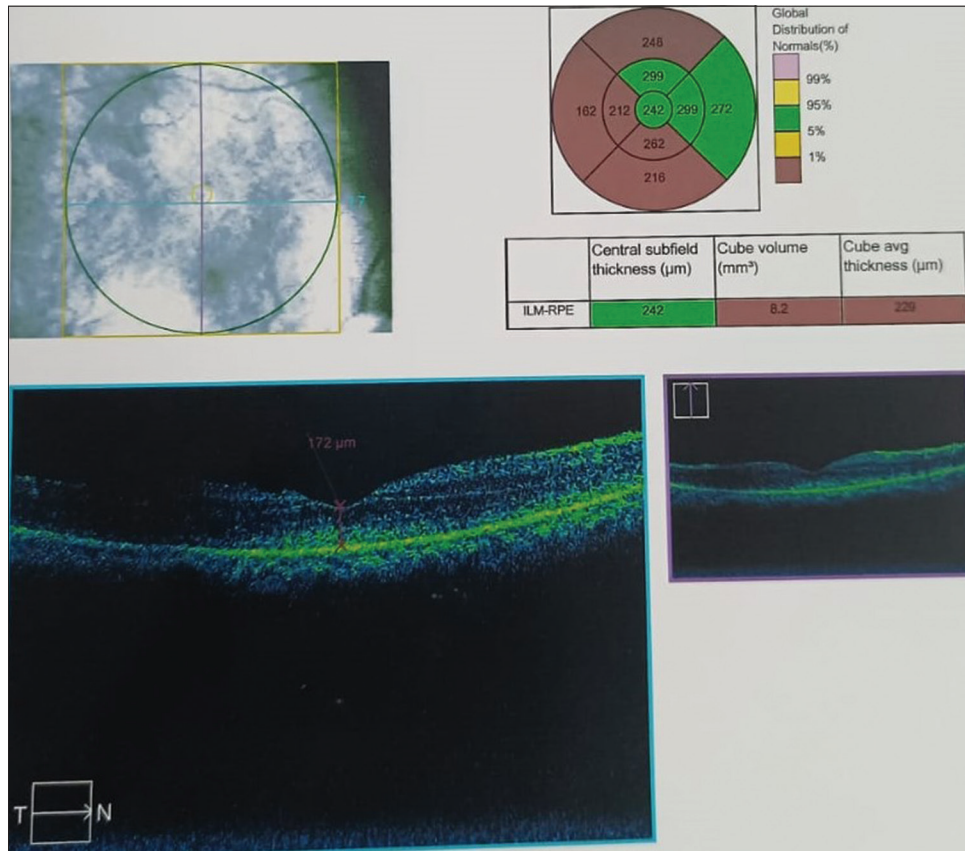 Global
Distribution of
Normals(%)
99%
95%
5%
1%
248
299
162 212 242 299 272
262
216
Central subfield
thickness (µm)
Cube volume
(mm³)
Cube avg
thickness (µm)
ILM-RPE 242 8.2 229
172 µm
T N